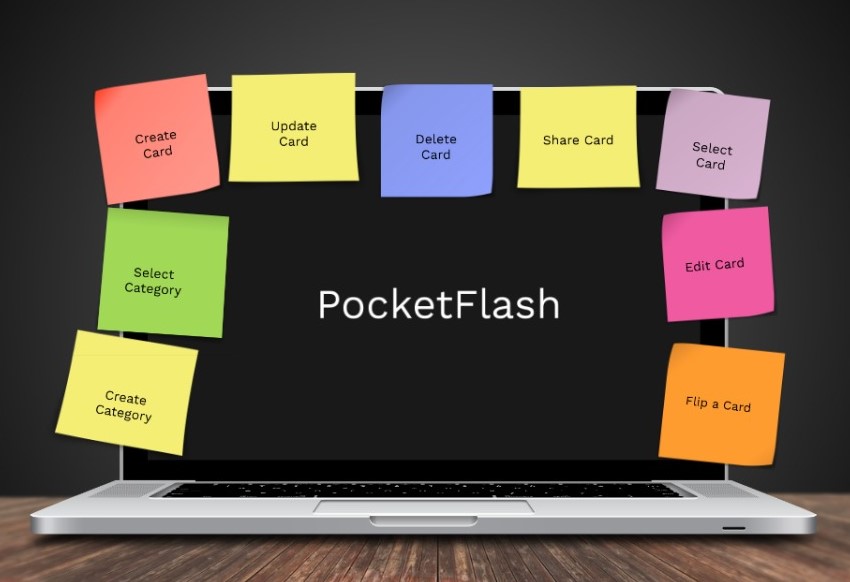 Create
Card
Update
Card
Delete
Card
Share Card
Select
Card
Select
Category
PocketFlash
Edit Card
Create
Category
Flip a Card